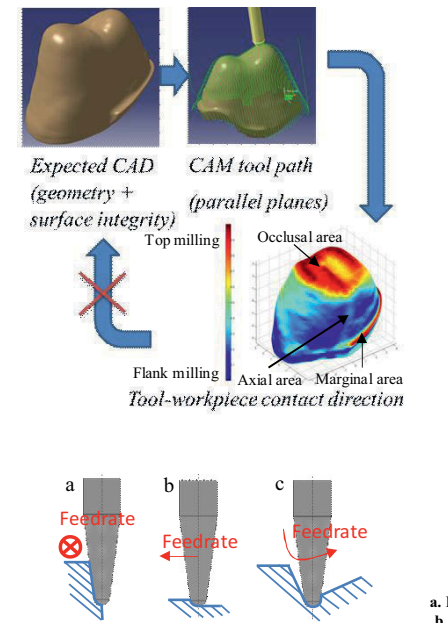 Expected CAD
(geometry +
surface integrity)
CAM tool path
(parallel planes)
Top milling
Flank milling
Occlusal area
Axial area
Marginal area
Tool-workpiece contact direction
a
b
c
Feedrate
Feedrate
Feedrate
a.
b